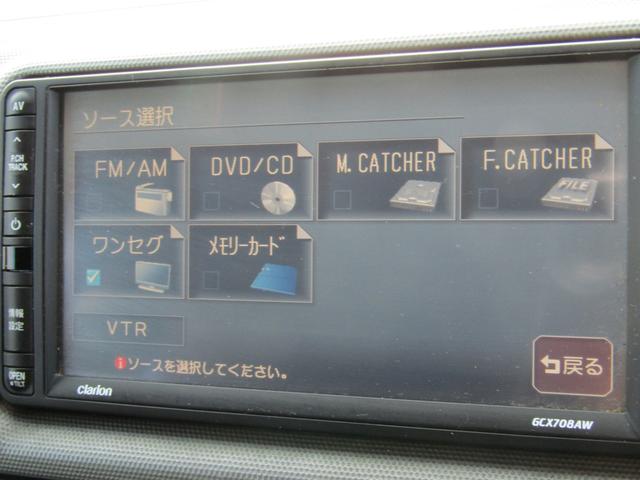 AV
P.CH
TRACK
情報
設定
OPEN
TILT
ソース選択
FM/AM
DVD/CD
M.CATCHER
F.CATCHER
FILE
ワンセグ
メモリーカード
VTR
ソースを選択してください。
戻る
clarion
GCX708AW